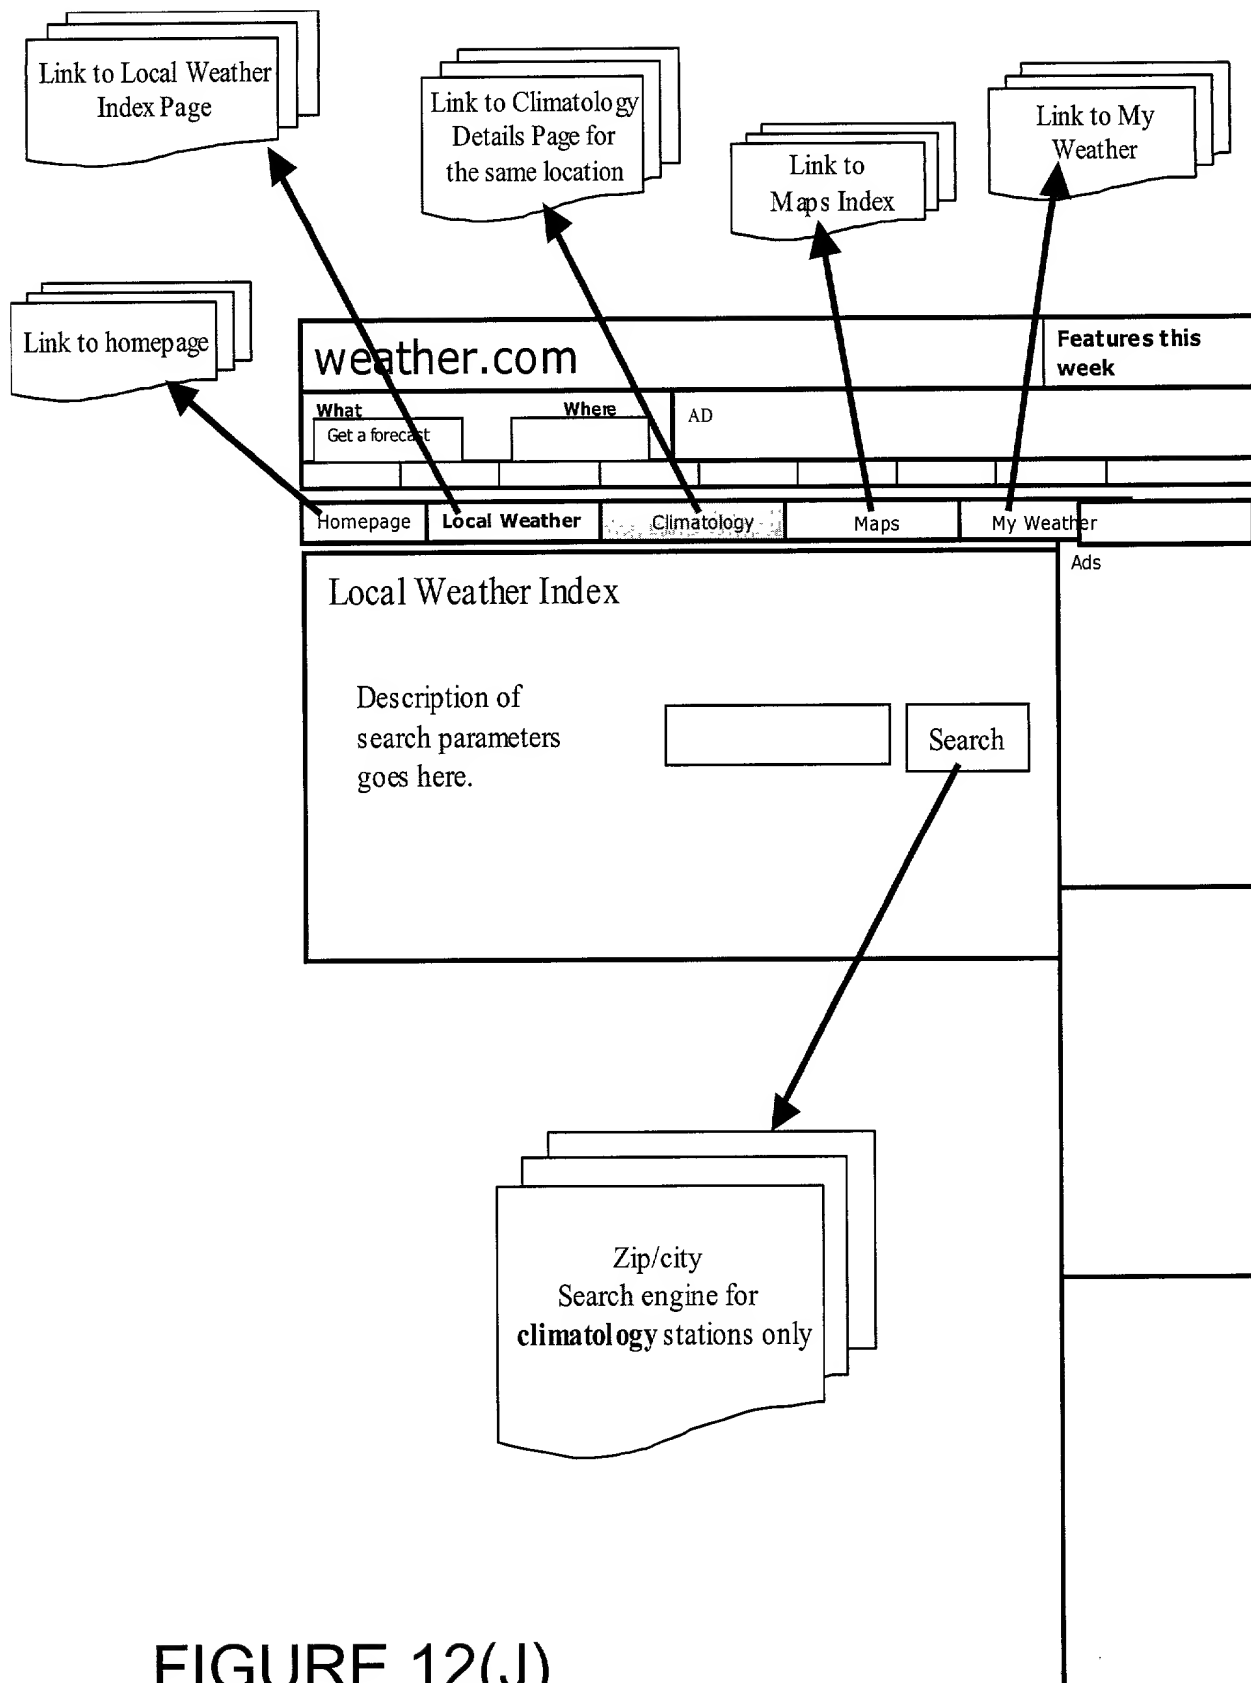 Link to Local Weather
Index Page
Link to Climatology
Details Page for
the same location
Link to
Maps Index
Link to My
Weather
Link to homepage
weather.com
Features this
week
What
Where
Get a forecast
AD
Homepage
Local Weather
Climatology
Maps
My Weather
Ads
Local Weather Index
Description of
search parameters
goes here.
Search
Zip/city
Search engine for
climatology stations only
FIGURE 12(J)